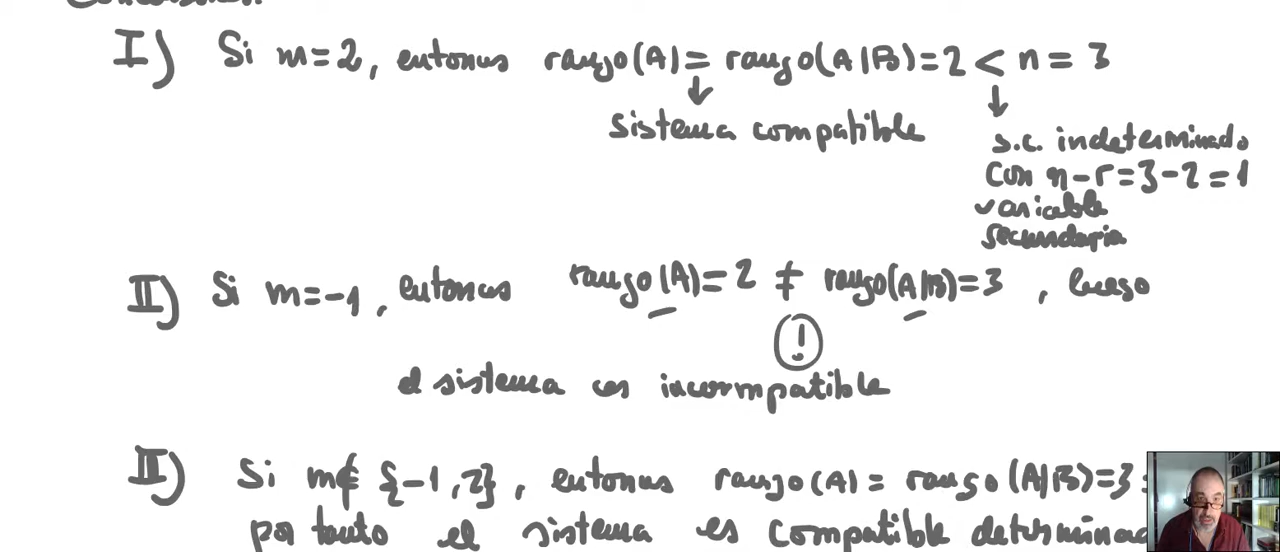 I) Si m=2, entonces rango(A) = rango(A|B)=2 < n = 3
↓ ↓
sistema compatible
s.c. indeterminado
con n-r=3-2=1
variable
secundaria
II) Si m=-1, entonces rango(A)=2 ≠ rango(A|B)=3, luego
!
el sistema es incompatible
III) Si m∉ {-1,2}, entonces rango(A) = rango(A|B)=3
por tanto el sistema es compatible determinad